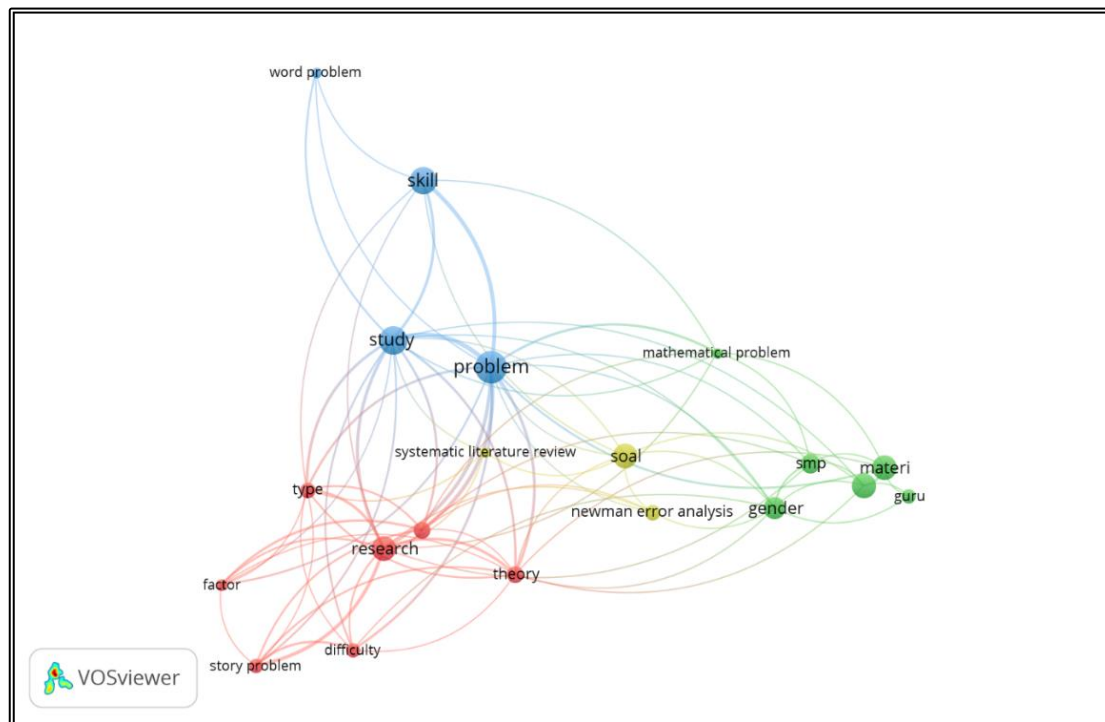 word problem
skill
study
problem
mathematical problem
systematic literature review
soal
smp
materi
type
guru
newman error analysis
gender
research
theory
factor
difficulty
story problem
VOSviewer